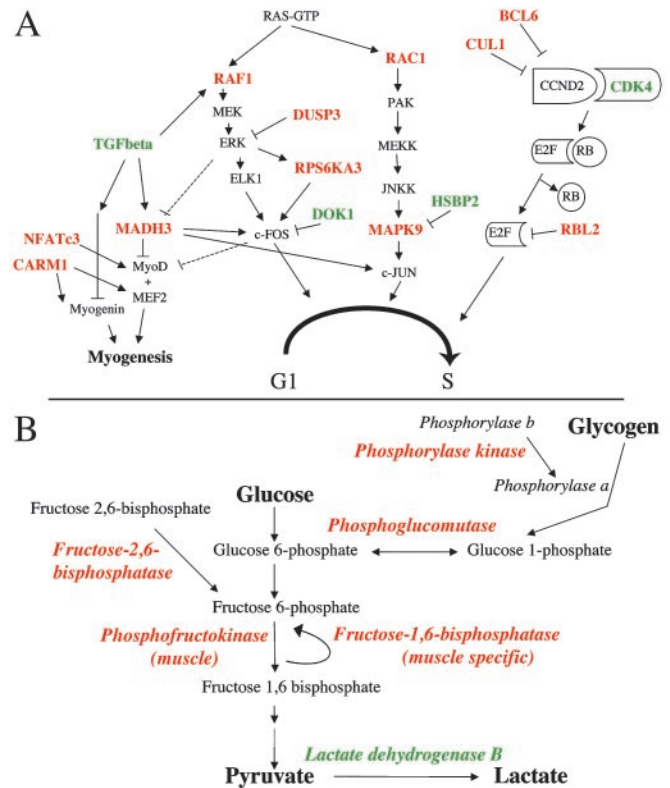 A
RAS-GTP
BCL6
CUL1
RAF1
RAC1
CCND2
CDK4
MEK
PAK
DUSP3
TGFbeta
ERK
MEKK
E2F
RB
RPS6KA3
ELK1
JNKK
HSBP2
RB
DOK1
NFATc3
MADH3
c-FOS
MAPK9
E2F
RBL2
CARM1
MyoD
+
c-JUN
Myogenin
MEF2
Myogenesis
G1
S
B
Phosphorylase b
Glycogen
Phosphorylase kinase
Phosphorylase a
Glucose
Fructose 2,6-bisphosphate
Phosphoglucomutase
Glucose 6-phosphate
Glucose 1-phosphate
Fructose-2,6-
bisphosphatase
Fructose 6-phosphate
Phosphofructokinase
(muscle)
Fructose-1,6-bisphosphatase
(muscle specific)
Fructose 1,6 bisphosphate
Lactate dehydrogenase B
Pyruvate
Lactate